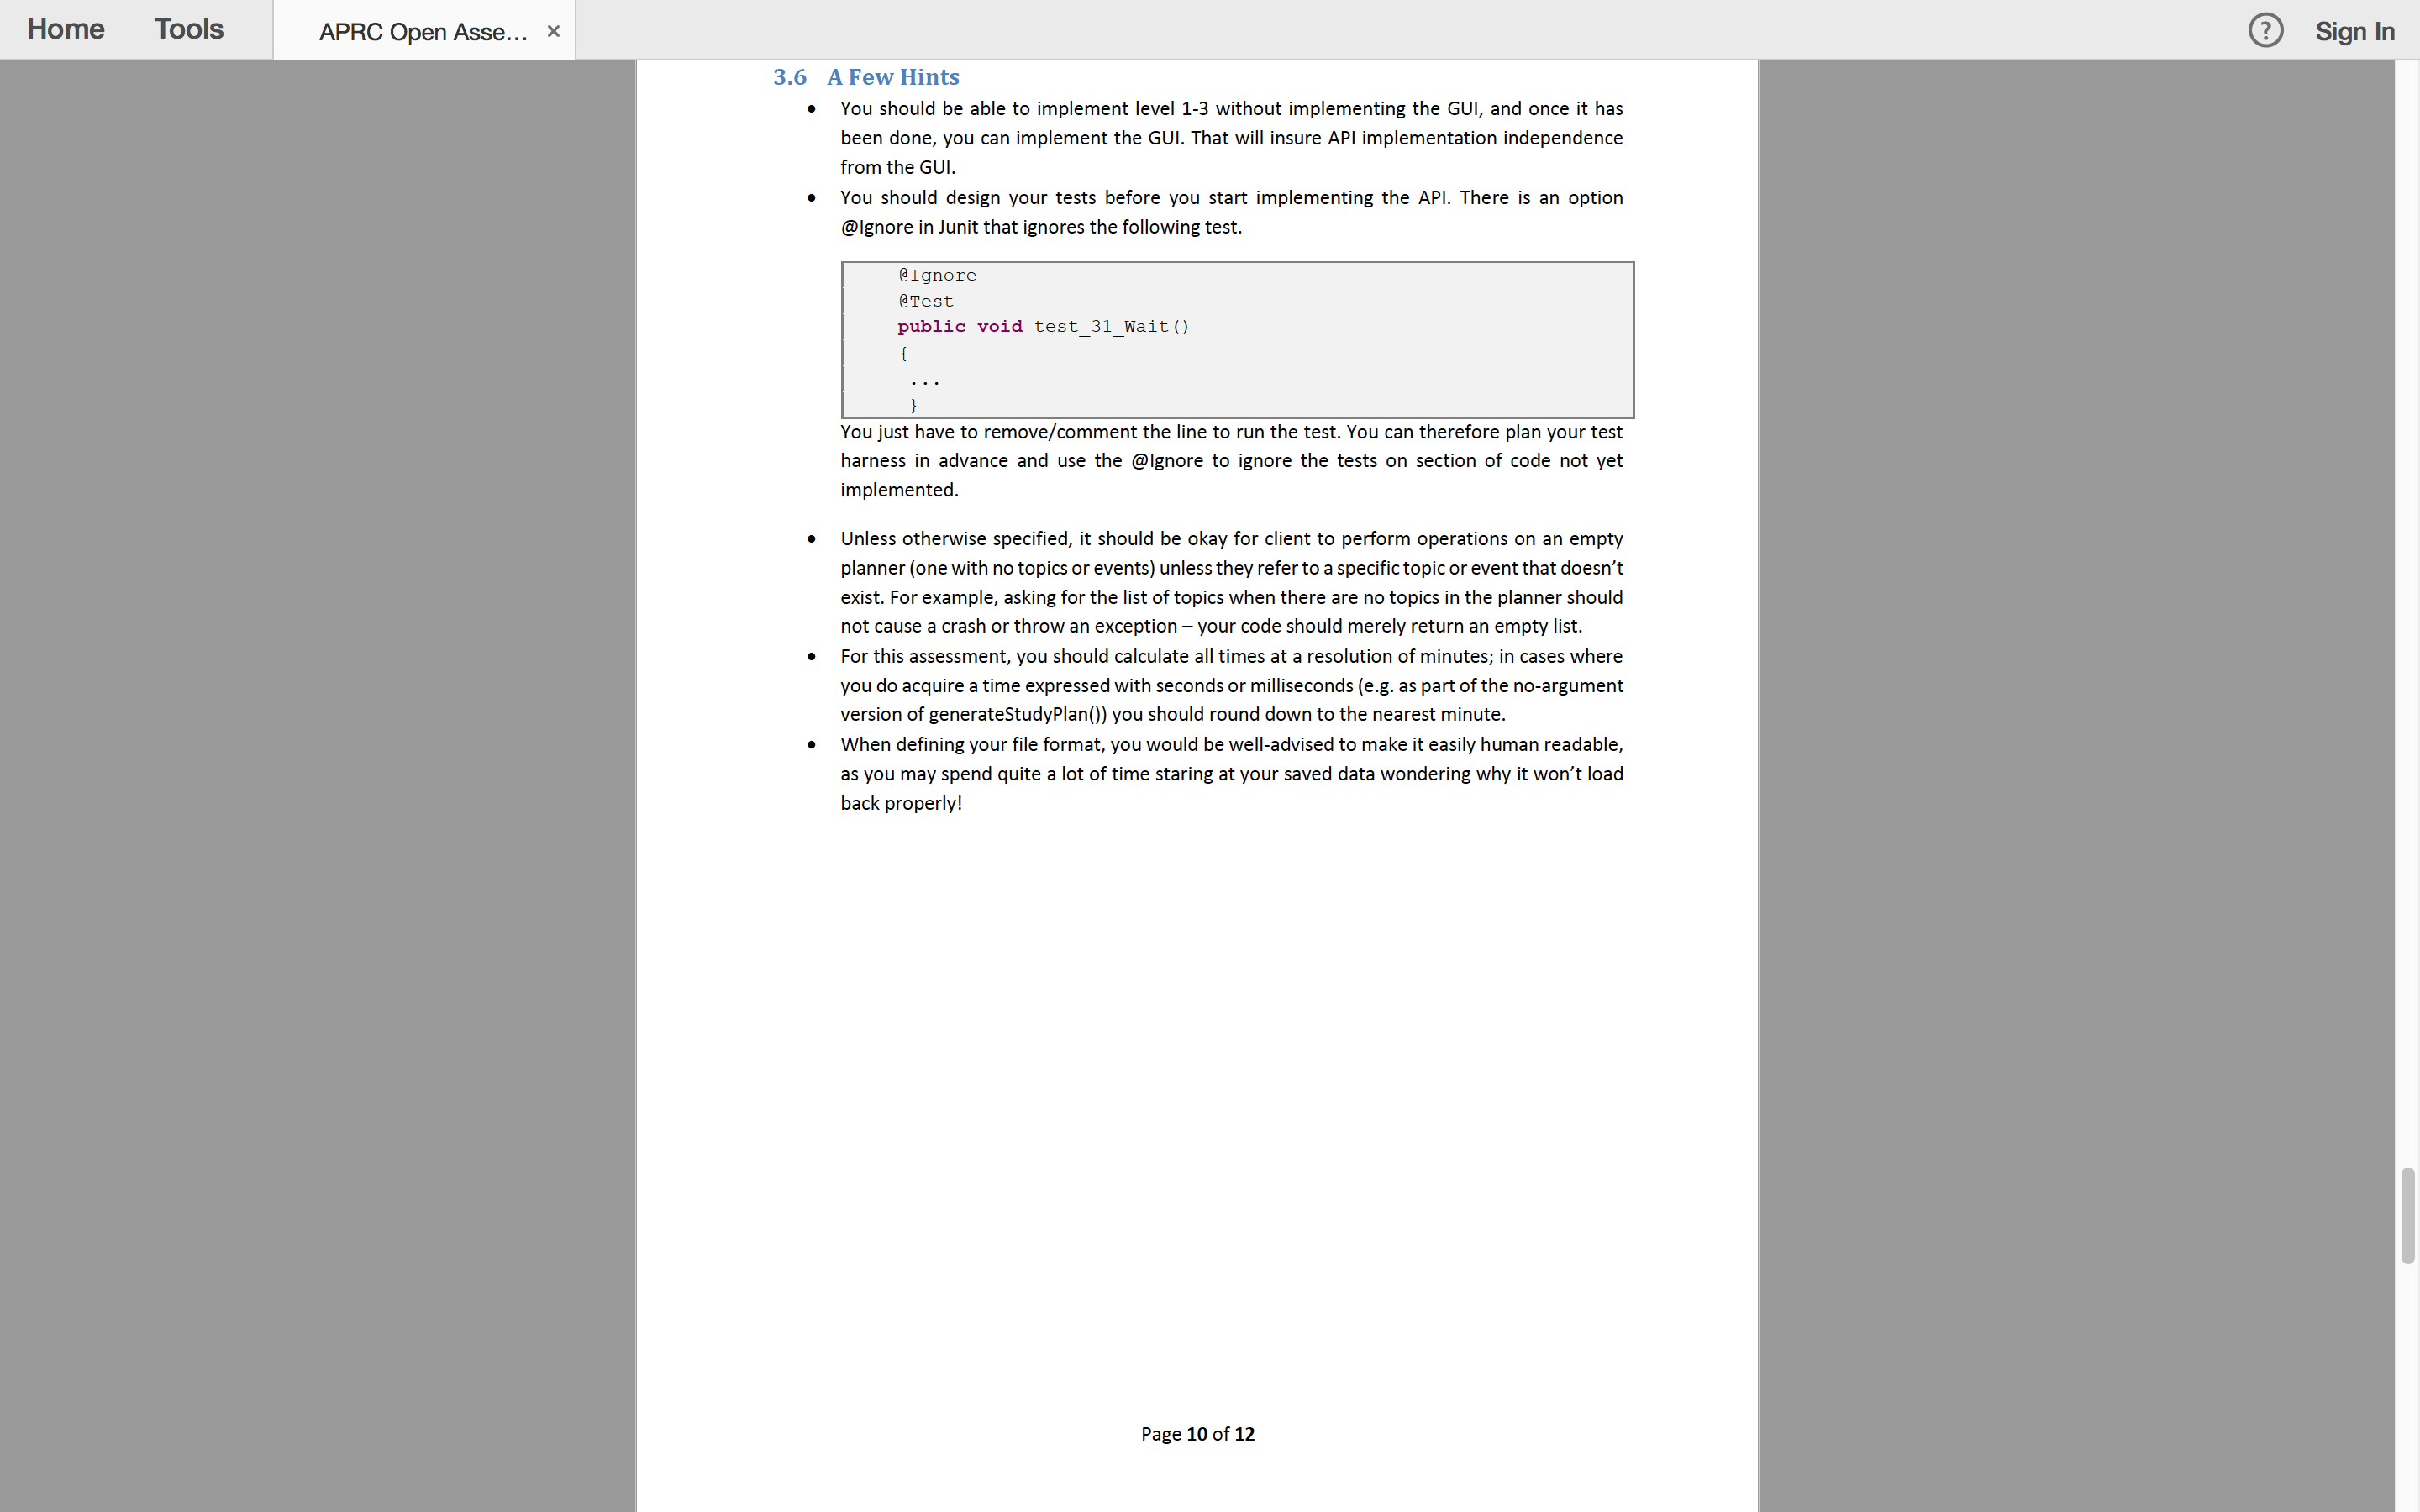 Home Tools APRC Open Asse... × ? Sign In
3.6 A Few Hints
• You should be able to implement level 1-3 without implementing the GUI, and once it has
been done, you can implement the GUI. That will insure API implementation independence
from the GUI.
• You should design your tests before you start implementing the API. There is an option
@Ignore in Junit that ignores the following test.
@Ignore
@Test
public void test_31_Wait()
{
...
}
You just have to remove/comment the line to run the test. You can therefore plan your test
harness in advance and use the @Ignore to ignore the tests on section of code not yet
implemented.
• Unless otherwise specified, it should be okay for client to perform operations on an empty
planner (one with no topics or events) unless they refer to a specific topic or event that doesn’t
exist. For example, asking for the list of topics when there are no topics in the planner should
not cause a crash or throw an exception – your code should merely return an empty list.
• For this assessment, you should calculate all times at a resolution of minutes; in cases where
you do acquire a time expressed with seconds or milliseconds (e.g. as part of the no-argument
version of generateStudyPlan()) you should round down to the nearest minute.
• When defining your file format, you would be well-advised to make it easily human readable,
as you may spend quite a lot of time staring at your saved data wondering why it won’t load
back properly!
Page 10 of 12